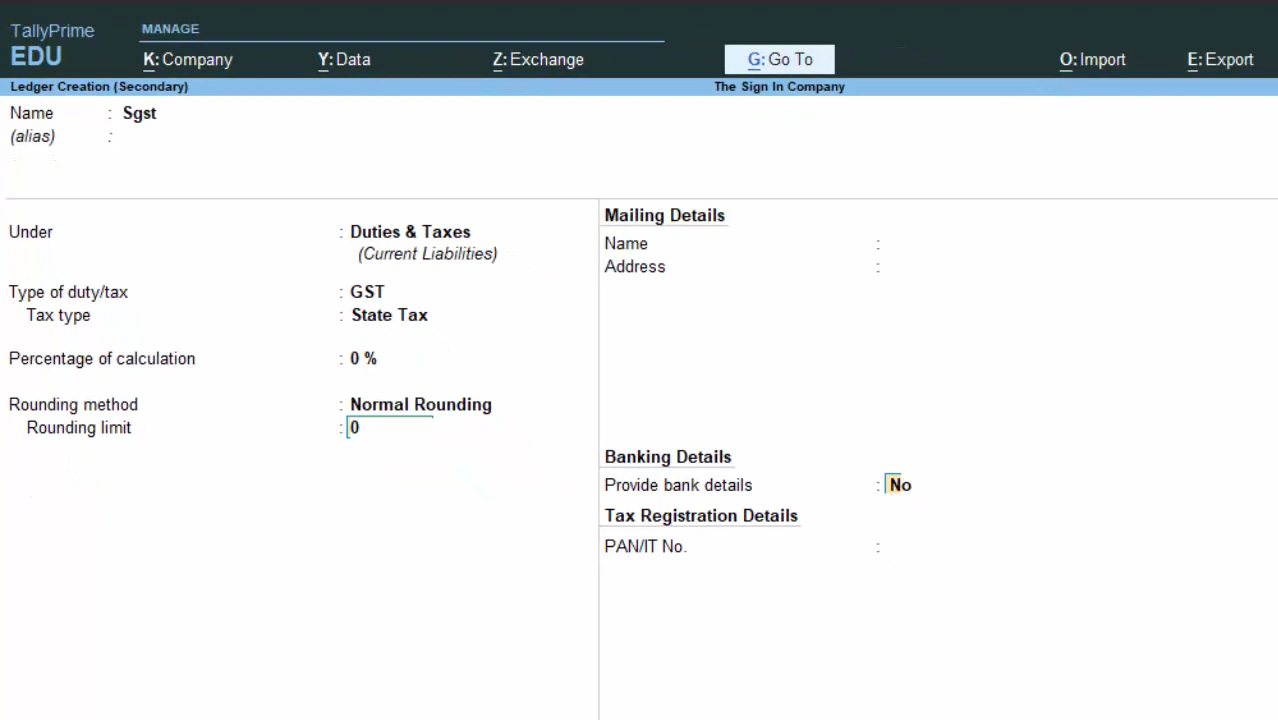 TallyPrime MANAGE
EDU K: Company Y: Data Z: Exchange G: Go To O: Import E: Export
Ledger Creation (Secondary) The Sign In Company
Name : Sgst
(alias) :
Under : Duties & Taxes
(Current Liabilities)
Type of duty/tax : GST
Tax type : State Tax
Percentage of calculation : 0 %
Rounding method : Normal Rounding
Rounding limit : 0
Mailing Details
Name :
Address :
Banking Details
Provide bank details : No
Tax Registration Details
PAN/IT No. :